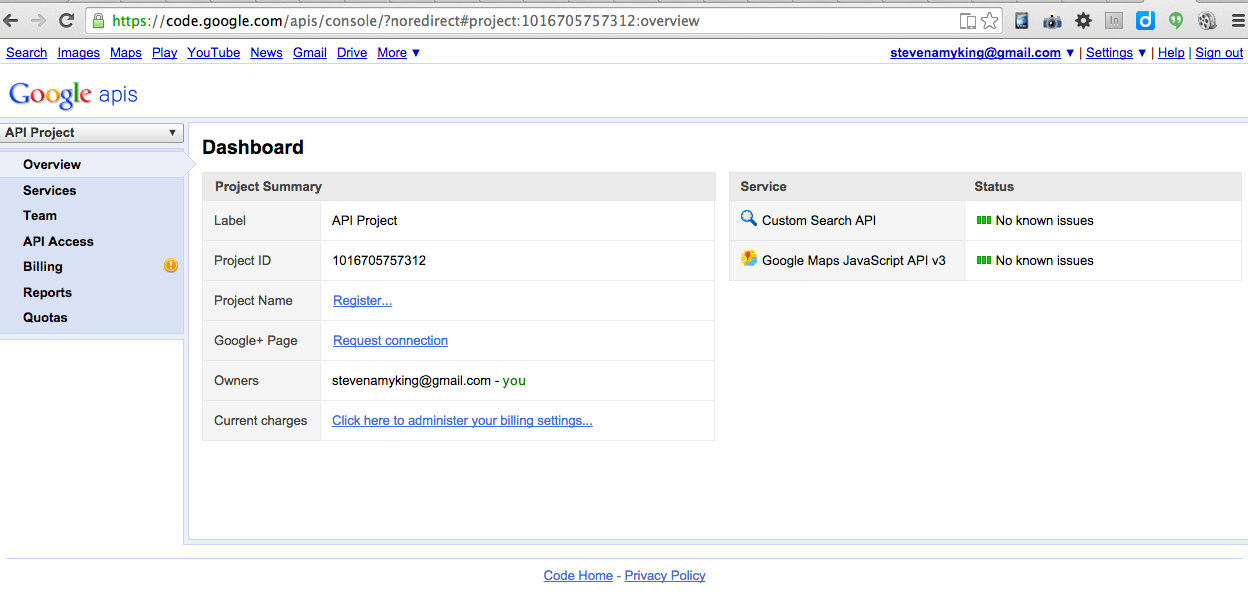 https://code.google.com/apis/console/?noredirect#project:1016705757312:overview
In
d
Search Images Maps Play YouTube News Gmail Drive More ▼
stevenamyking@gmail.com ▼ | Settings ▼ | Help | Sign out
Google apis
API Project ▼
Overview
Services
Team
API Access
Billing
Reports
Quotas
Dashboard
Project Summary
Label API Project
Project ID 1016705757312
Project Name Register...
Google+ Page Request connection
Owners stevenamyking@gmail.com - you
Current charges Click here to administer your billing settings...
Service Status
Custom Search API No known issues
Google Maps JavaScript API v3 No known issues
Code Home - Privacy Policy